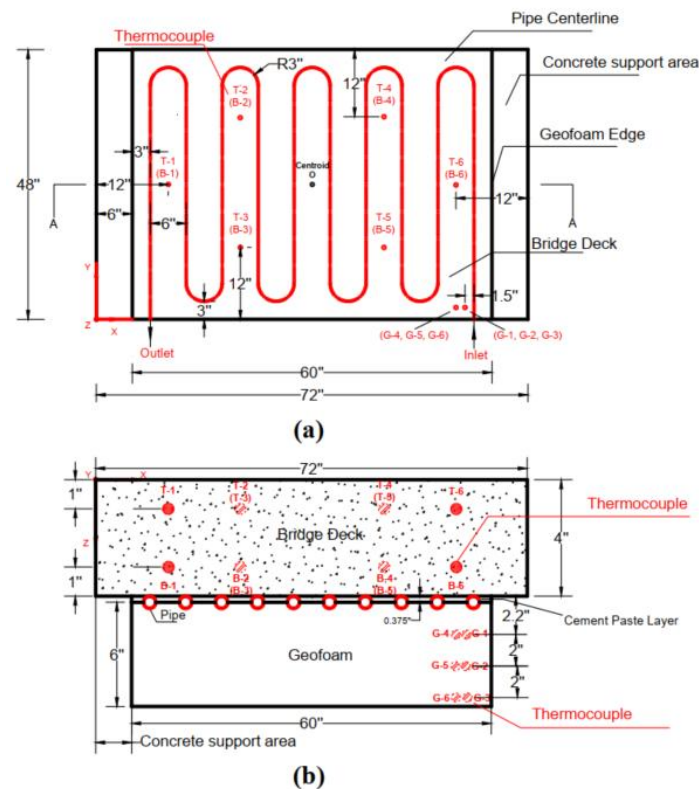 Pipe Centerline
Thermocouple
Concrete support area
R3"
12"
T-2
(B-2)
T-4
(B-4)
Geofoam Edge
3"
T-1
(B-1)
Centroid
T-6
(B-6)
48"
12"
12"
A
A
6"
6"
T-3
(B-3)
T-5
(B-5)
Bridge Deck
Y
12"
1.5"
3"
Z
X
(G-4, G-5, G-6)
(G-1, G-2, G-3)
Outlet
Inlet
60"
72"
(a)
72"
Y
X
1"
T-1
T-2
(T-3)
T-4
T-6
Thermocouple
Bridge Deck
4"
Z
1"
B-1
B-2
(B-3)
B-4
(B-5)
B-6
Pipe
0.375"
Cement Paste Layer
2.2"
6"
Geofoam
G-4
G-1
2"
G-5
G-2
2"
G-6
G-3
60"
Thermocouple
Concrete support area
(b)